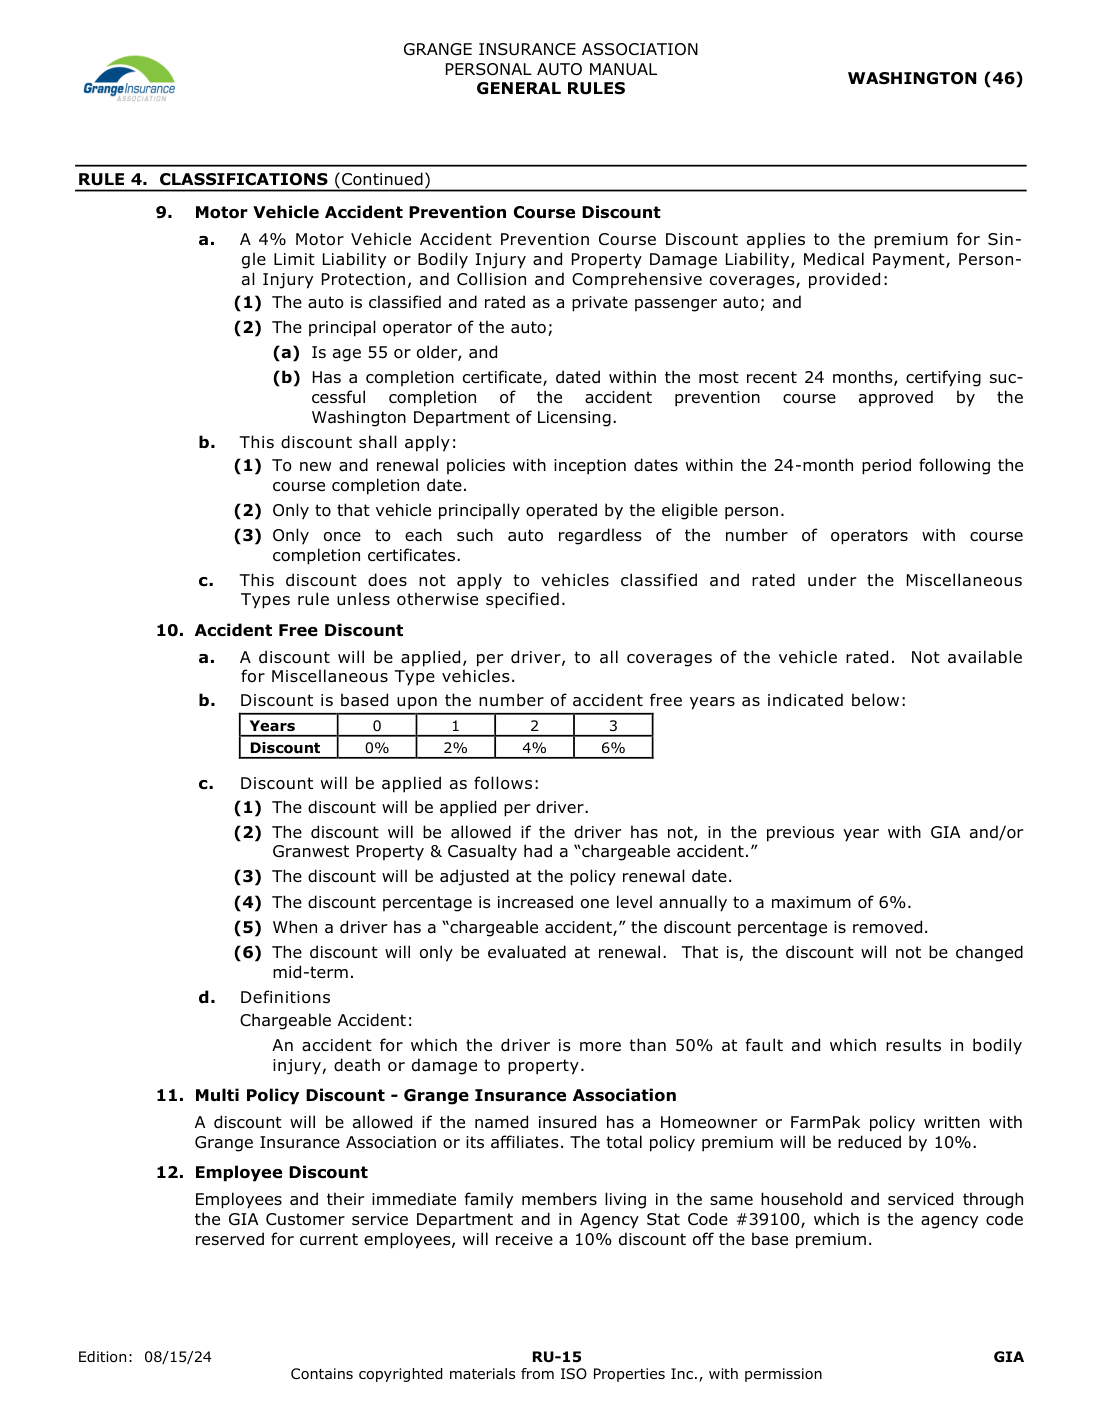 GrangeInsurance
ASSOCIATION
GRANGE INSURANCE ASSOCIATION
PERSONAL AUTO MANUAL
GENERAL RULES
WASHINGTON (46)
RULE 4. CLASSIFICATIONS (Continued)
9. Motor Vehicle Accident Prevention Course Discount
a. A 4% Motor Vehicle Accident Prevention Course Discount applies to the premium for Sin-
gle Limit Liability or Bodily Injury and Property Damage Liability, Medical Payment, Person-
al Injury Protection, and Collision and Comprehensive coverages, provided:
(1) The auto is classified and rated as a private passenger auto; and
(2) The principal operator of the auto;
(a) Is age 55 or older, and
(b) Has a completion certificate, dated within the most recent 24 months, certifying suc-
cessful completion of the accident prevention course approved by the
Washington Department of Licensing.
b. This discount shall apply:
(1) To new and renewal policies with inception dates within the 24-month period following the
course completion date.
(2) Only to that vehicle principally operated by the eligible person.
(3) Only once to each such auto regardless of the number of operators with course
completion certificates.
c. This discount does not apply to vehicles classified and rated under the Miscellaneous
Types rule unless otherwise specified.
10. Accident Free Discount
a. A discount will be applied, per driver, to all coverages of the vehicle rated. Not available
for Miscellaneous Type vehicles.
b. Discount is based upon the number of accident free years as indicated below:
Years 0 1 2 3
Discount 0% 2% 4% 6%
c. Discount will be applied as follows:
(1) The discount will be applied per driver.
(2) The discount will be allowed if the driver has not, in the previous year with GIA and/or
Granwest Property & Casualty had a “chargeable accident.”
(3) The discount will be adjusted at the policy renewal date.
(4) The discount percentage is increased one level annually to a maximum of 6%.
(5) When a driver has a “chargeable accident,” the discount percentage is removed.
(6) The discount will only be evaluated at renewal. That is, the discount will not be changed
mid-term.
d. Definitions
Chargeable Accident:
An accident for which the driver is more than 50% at fault and which results in bodily
injury, death or damage to property.
11. Multi Policy Discount - Grange Insurance Association
A discount will be allowed if the named insured has a Homeowner or FarmPak policy written with
Grange Insurance Association or its affiliates. The total policy premium will be reduced by 10%.
12. Employee Discount
Employees and their immediate family members living in the same household and serviced through
the GIA Customer service Department and in Agency Stat Code #39100, which is the agency code
reserved for current employees, will receive a 10% discount off the base premium.
Edition: 08/15/24
RU-15
GIA
Contains copyrighted materials from ISO Properties Inc., with permission